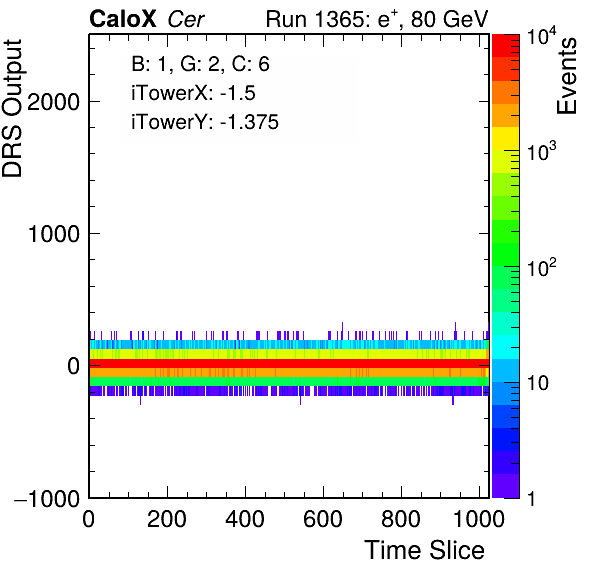 CaloX Cer Run 1365: e+, 80 GeV
B: 1, G: 2, C: 6
iTowerX: -1.5
iTowerY: -1.375
DRS Output
2000
1000
0
−1000
0 200 400 600 800 1000
Time Slice
Events
10^4
10^3
10^2
10
1